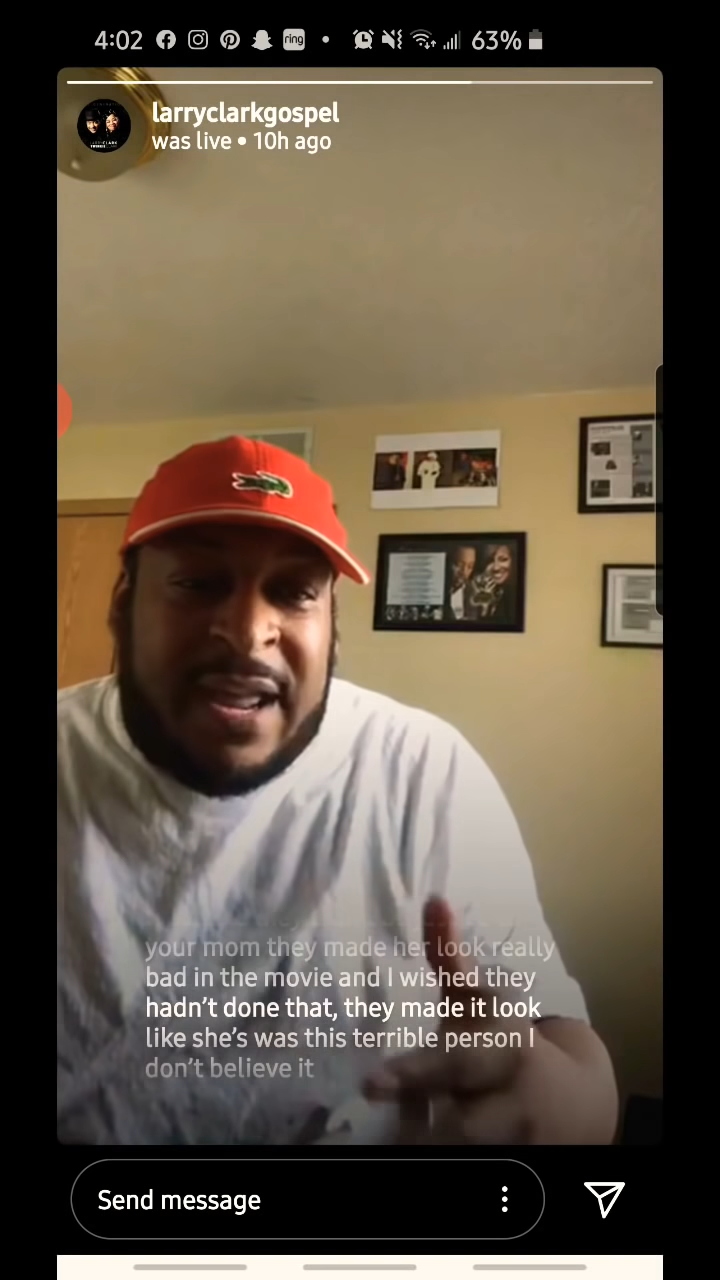 4:02
ring
63%
larryclarkgospel
was live • 10h ago
your mom they made her look really
bad in the movie and I wished they
hadn't done that, they made it look
like she's was this terrible person I
don't believe it
Send message